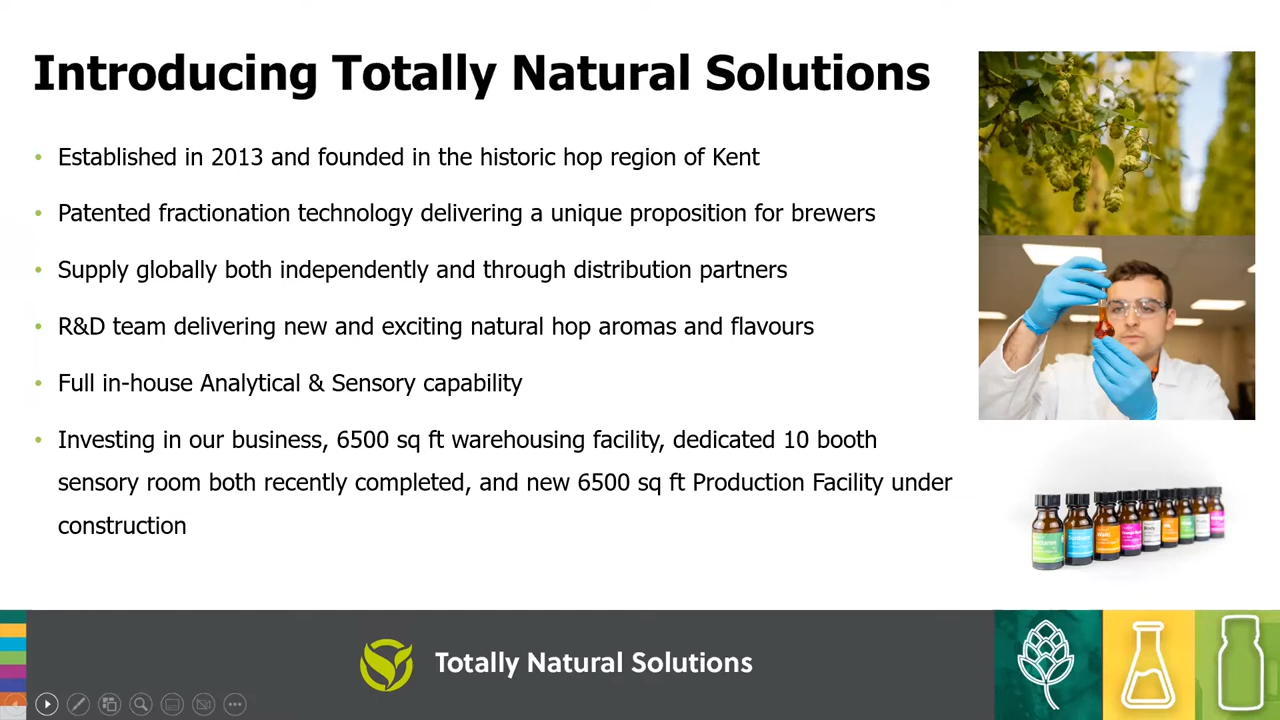 Introducing Totally Natural Solutions
• Established in 2013 and founded in the historic hop region of Kent
• Patented fractionation technology delivering a unique proposition for brewers
• Supply globally both independently and through distribution partners
• R&D team delivering new and exciting natural hop aromas and flavours
• Full in-house Analytical & Sensory capability
• Investing in our business, 6500 sq ft warehousing facility, dedicated 10 booth
sensory room both recently completed, and new 6500 sq ft Production Facility under
construction
Totally Natural Solutions